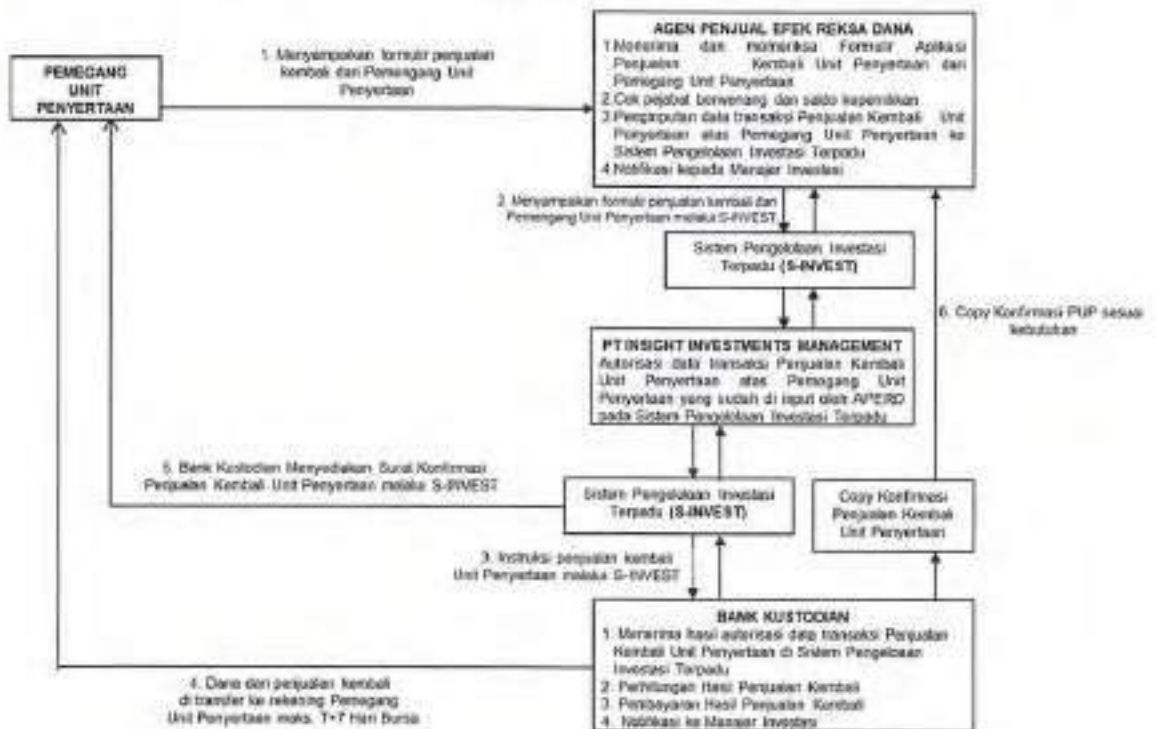 AGEN PENJUAL EFEK REKSA DANA
1.Menerima dan memeriksa Formulir Aplikasi
Penjualan Kembali Unit Penyertaan dari
Pemegang Unit Penyertaan
2.Cek pejabat berwenang dan saldo kepemilikan
3.Penginputan data transaksi Penjualan Kembali Unit
Penyertaan atas Pemegang Unit Penyertaan ke
Sistem Pengelolaan Investasi Terpadu
4.Notifikasi kepada Manajer Investasi
1. Menyampaikan formulir penjualan
kembali dari Pemengang Unit
Penyertaan
PEMEGANG
UNIT
PENYERTAAN
2. Menyampaikan formulir penjualan kembali dari
Pemengang Unit Penyertaan melalui S-INVEST
Sistem Pengelolaan Investasi
Terpadu (S-INVEST)
6. Copy Konfirmasi PUP sesuai
kebutuhan
PT INSIGHT INVESTMENTS MANAGEMENT
Autorisasi data transaksi Penjualan Kembali
Unit Penyertaan atas Pemegang Unit
Penyertaan yang sudah di input oleh APERD
pada Sistem Pengelolaan Investasi Terpadu
5. Bank Kustodian Menyediakan Surat Konfirmasi
Penjualan Kembali Unit Penyertaan melalui S-INVEST
Sistem Pengelolaan Investasi
Terpadu (S-INVEST)
Copy Konfirmasi
Penjualan Kembali
Unit Penyertaan
3. Instruksi penjualan kembali
Unit Penyertaan melalui S-INVEST
BANK KUSTODIAN
1. Menerima hasil autorisasi data transaksi Penjualan
Kembali Unit Penyertaan di Sistem Pengelolaan
Investasi Terpadu
2. Perhitungan Hasil Penjualan Kembali
3. Pembayaran Hasil Penjualan Kembali
4. Notifikasi ke Manajer Investasi
4. Dana dari penjualan kembali
di transfer ke rekening Pemegang
Unit Penyertaan maks. T+7 Hari Bursa